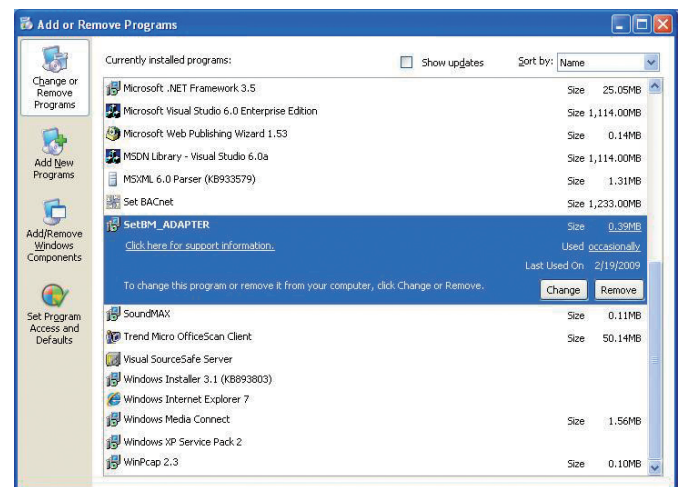 Add or Remove Programs
Change or
Remove
Programs
Add New
Programs
Add/Remove
Windows
Components
Set Program
Access and
Defaults
Currently installed programs:
Show updates
Sort by: Name
Microsoft .NET Framework 3.5 Size 25.05MB
Microsoft Visual Studio 6.0 Enterprise Edition Size 1,114.00MB
Microsoft Web Publishing Wizard 1.53 Size 0.14MB
MSDN Library - Visual Studio 6.0a Size 1,114.00MB
MSXML 6.0 Parser (KB933579) Size 1.31MB
Set BACnet Size 1,233.00MB
SetBM_ADAPTER Size 0.39MB
Click here for support information. Used occasionally
Last Used On 2/19/2009
To change this program or remove it from your computer, click Change or Remove. Change Remove
SoundMAX Size 0.11MB
Trend Micro OfficeScan Client Size 50.14MB
Visual SourceSafe Server
Windows Installer 3.1 (KB893803)
Windows Internet Explorer 7
Windows Media Connect Size 1.56MB
Windows XP Service Pack 2
WinPcap 2.3 Size 0.10MB